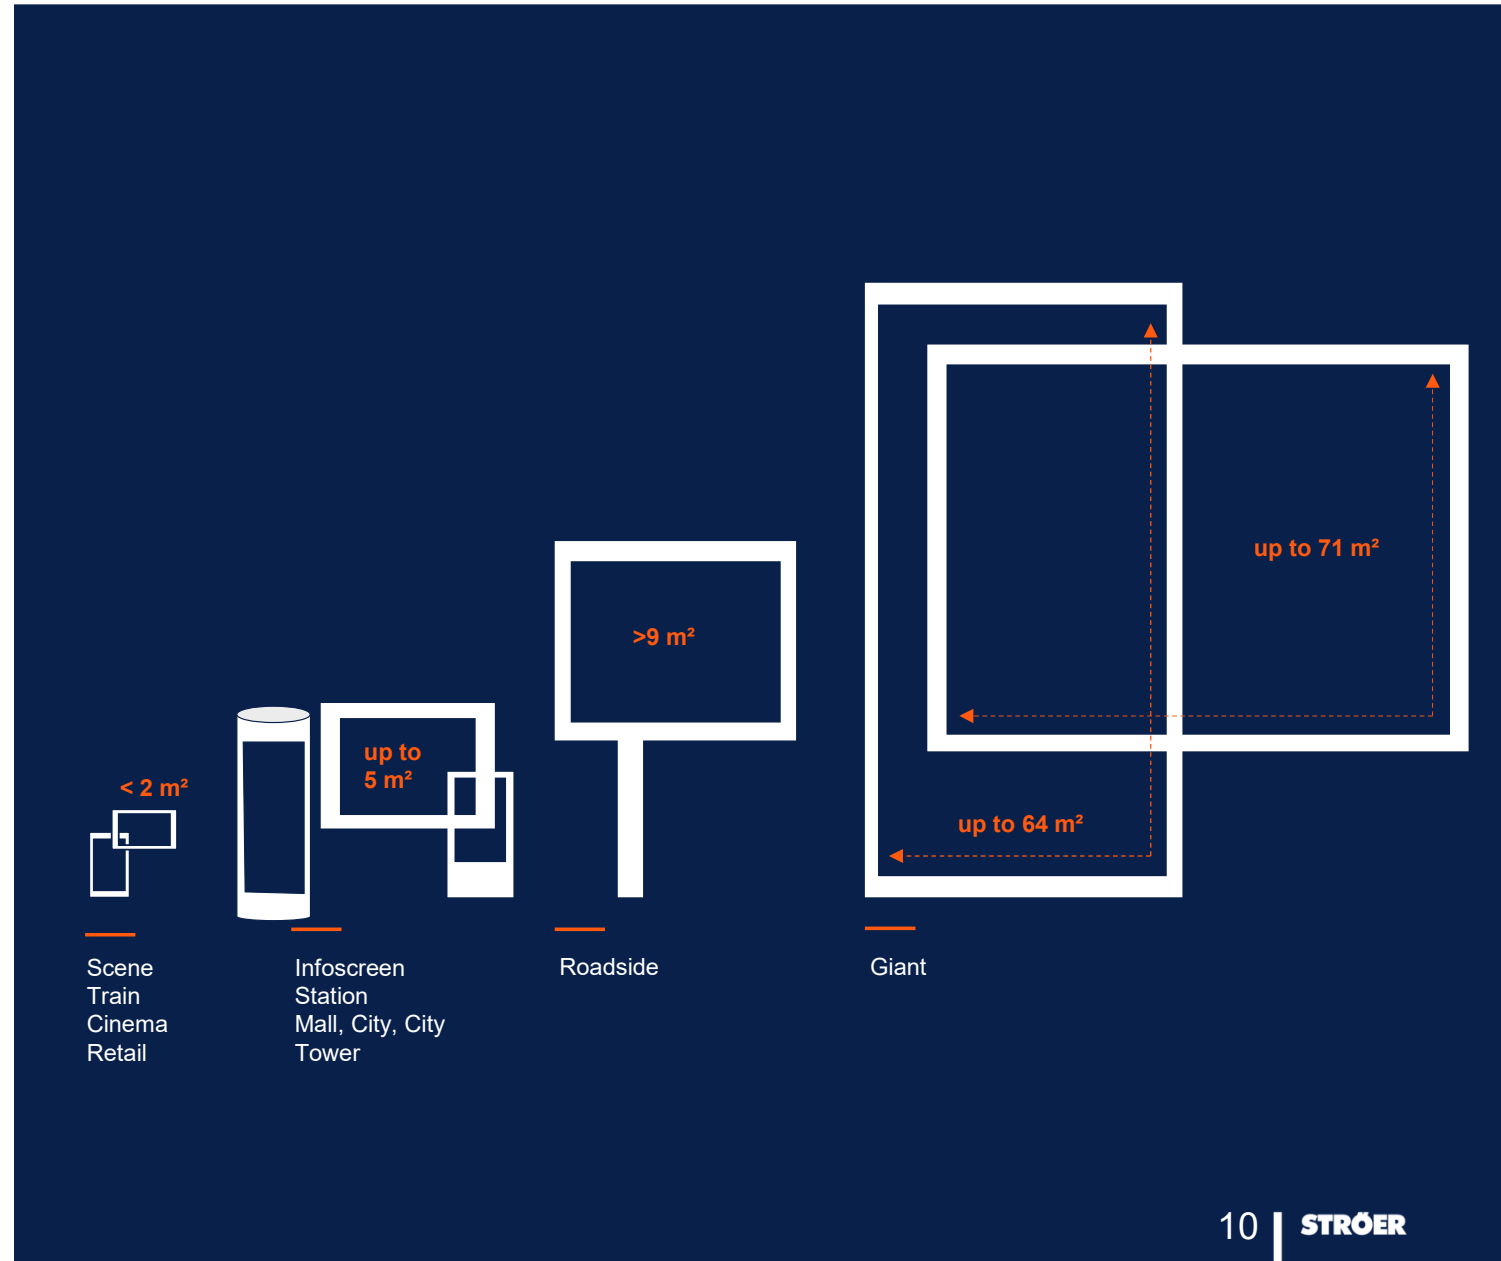 < 2 m²
Scene
Train
Cinema
Retail
up to
5 m²
Infoscreen
Station
Mall, City, City
Tower
>9 m²
Roadside
up to 71 m²
up to 64 m²
Giant
10
STRÖER